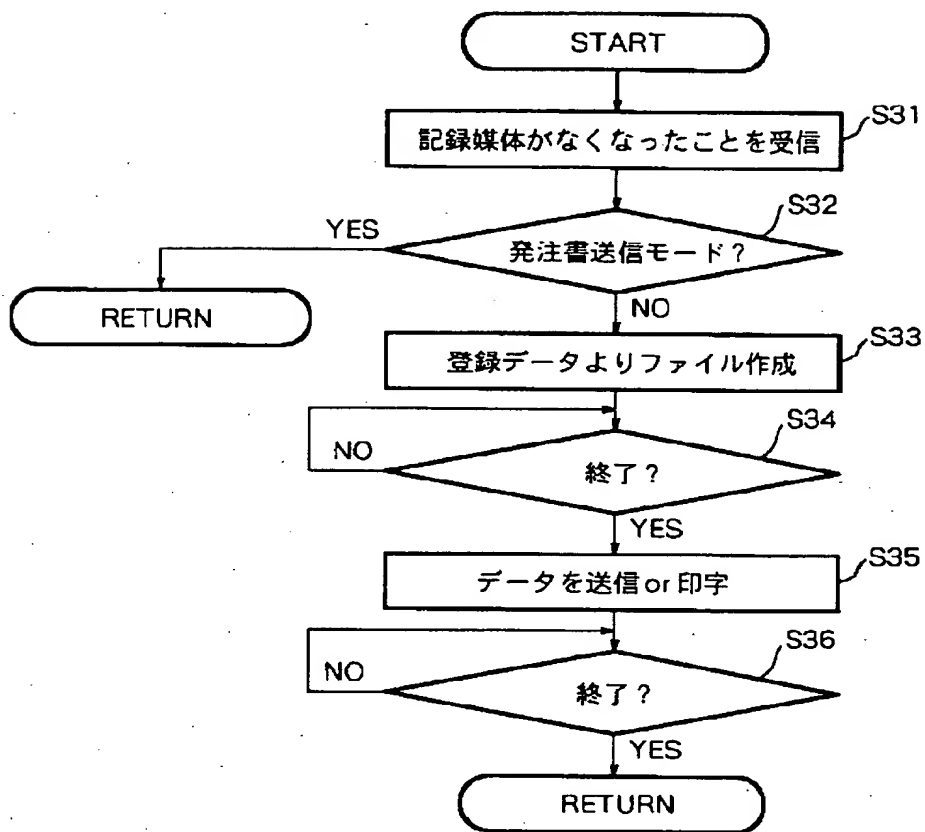 START
記録媒体がなくなったことを受信
S31
発注書送信モード?
S32
YES
RETURN
NO
登録データよりファイル作成
S33
終了?
S34
NO
YES
データを送信or印字
S35
終了?
S36
NO
YES
RETURN